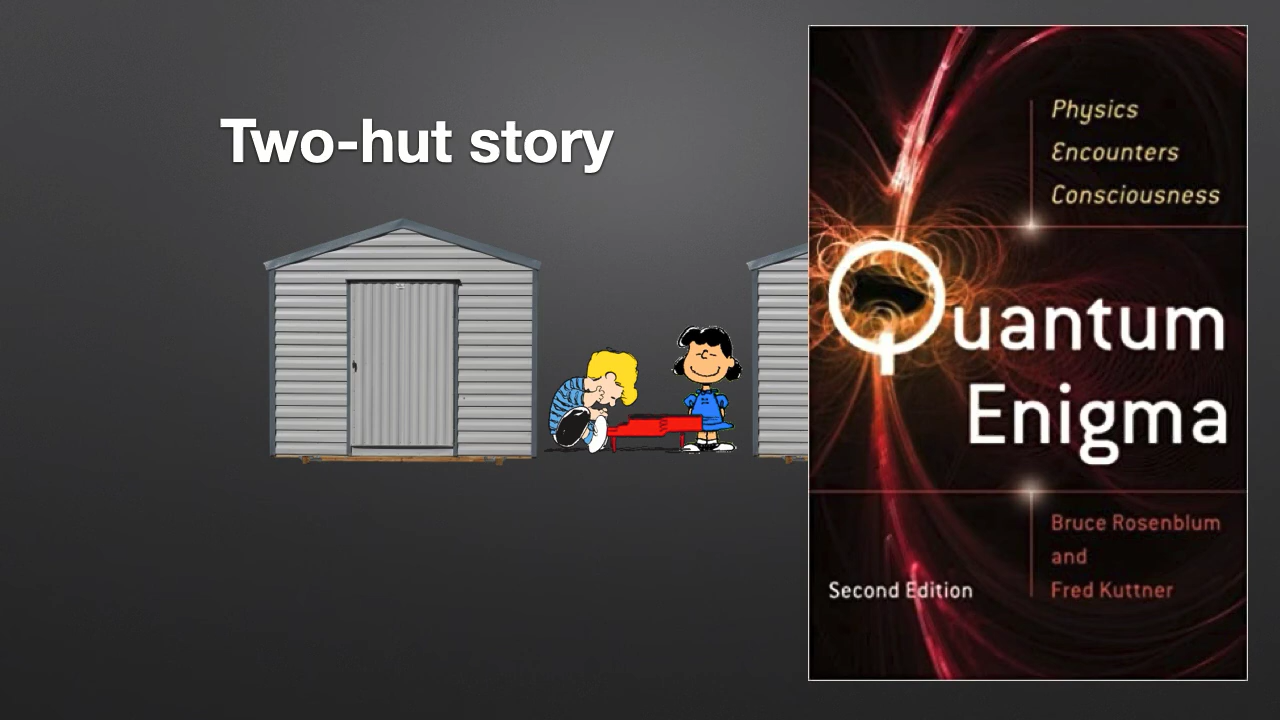 Two-hut story
Physics
Encounters
Consciousness
Quantum
Enigma
Bruce Rosenblum
and
Fred Kuttner
Second Edition